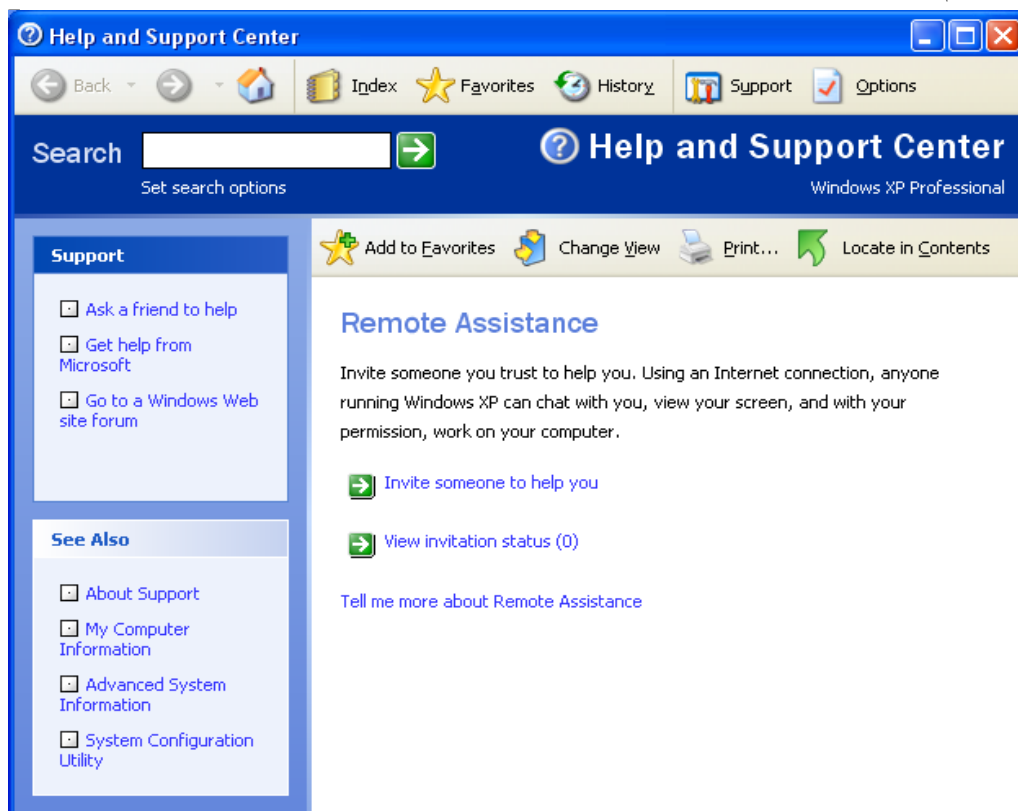 Help and Support Center
Back Index Favorites History Support Options
Search Help and Support Center
Set search options Windows XP Professional
Support
Ask a friend to help
Get help from
Microsoft
Go to a Windows Web
site forum
See Also
About Support
My Computer
Information
Advanced System
Information
System Configuration
Utility
Add to Favorites Change View Print... Locate in Contents
Remote Assistance
Invite someone you trust to help you. Using an Internet connection, anyone
running Windows XP can chat with you, view your screen, and with your
permission, work on your computer.
Invite someone to help you
View invitation status (0)
Tell me more about Remote Assistance